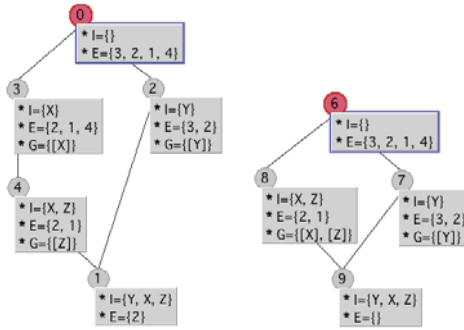 0
* I={}
* E={3, 2, 1, 4}
3
* I={X}
* E={2, 1, 4}
* G={[X]}
2
* I={Y}
* E={3, 2}
* G={[Y]}
4
* I={X, Z}
* E={2, 1}
* G={[Z]}
1
* I={Y, X, Z}
* E={2}
6
* I={}
* E={3, 2, 1, 4}
8
* I={X, Z}
* E={2, 1}
* G={[X], [Z]}
7
* I={Y}
* E={3, 2}
* G={[Y]}
9
* I={Y, X, Z}
* E={}